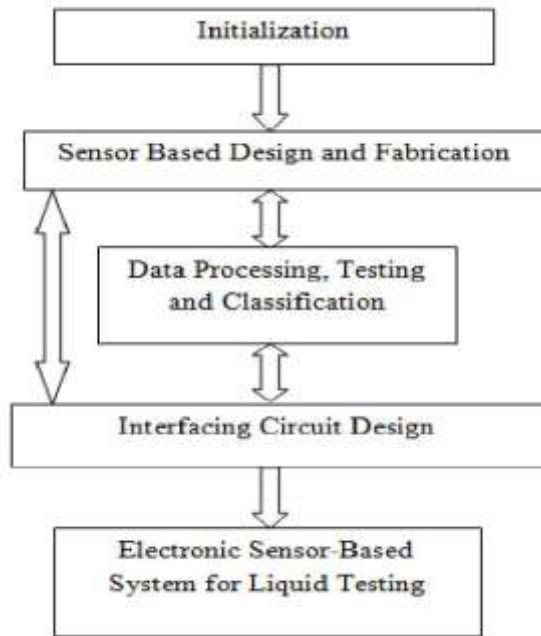 Initialization
Sensor Based Design and Fabrication
Data Processing, Testing
and Classification
Interfacing Circuit Design
Electronic Sensor-Based
System for Liquid Testing